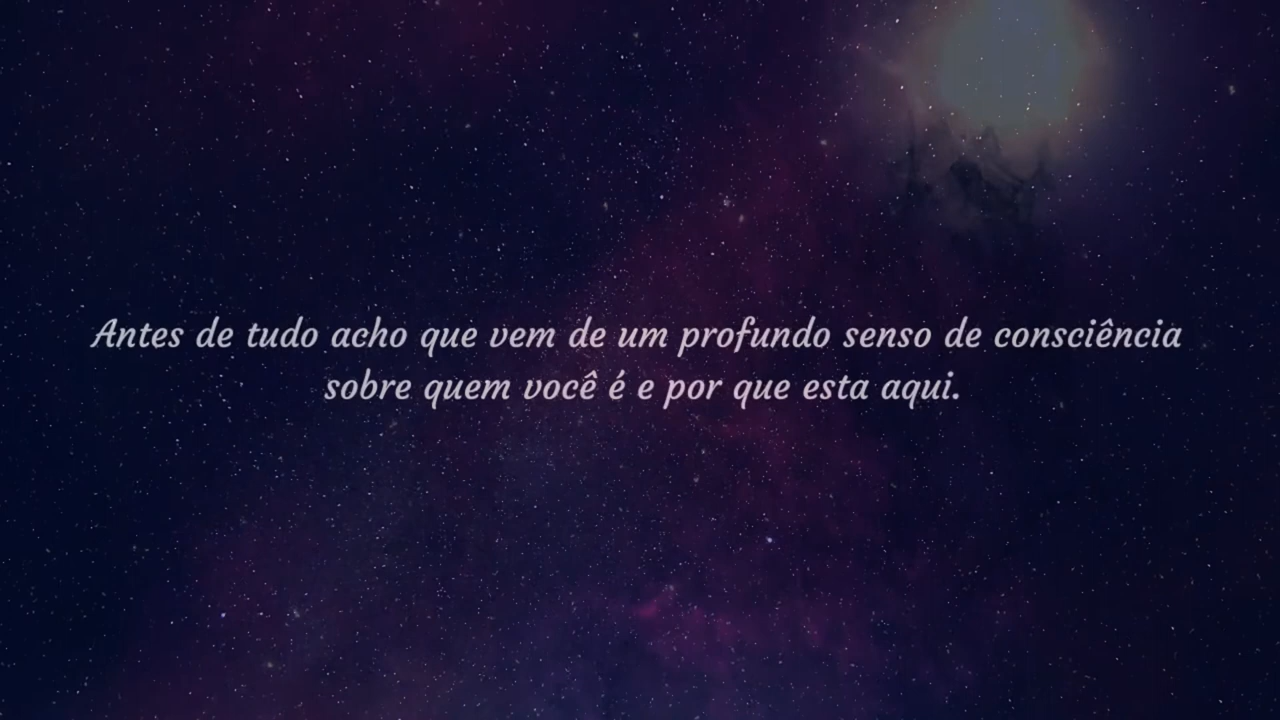 Antes de tudo acho que vem de um profundo senso de consciência
sobre quem você é e por que esta aqui.